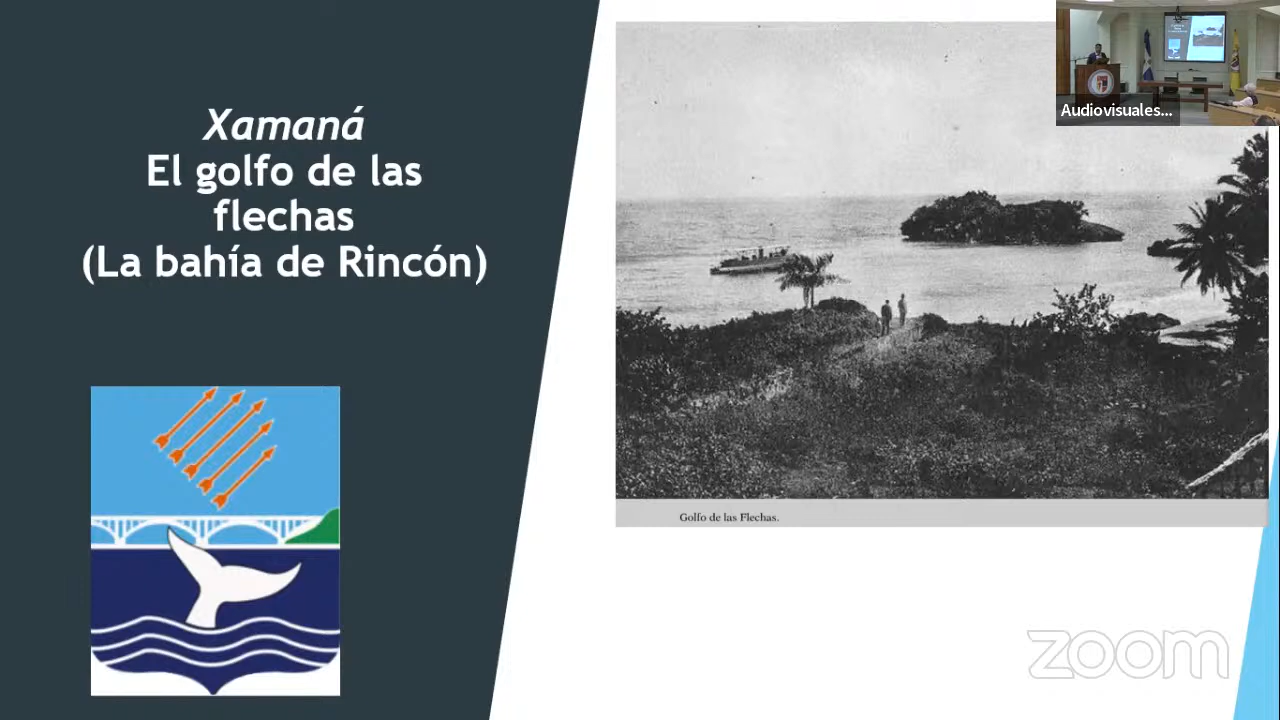 Xamaná
El golfo de las
flechas
(La bahía de Rincón)
Audiovisuales...
Golfo de las Flechas.
zoom